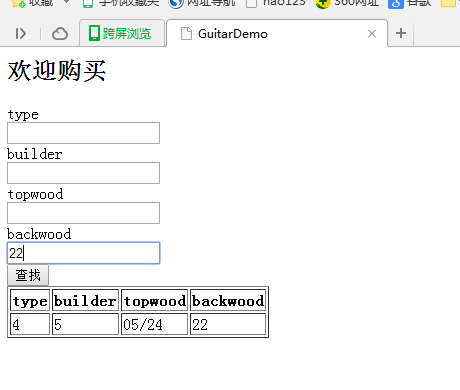 收藏 手机收藏夹 网址导航 hao123 360网址 谷歌
跨屏浏览 GuitarDemo
欢迎购买
type
builder
topwood
backwood
22
查找
type builder topwood backwood
4 5 05/24 22